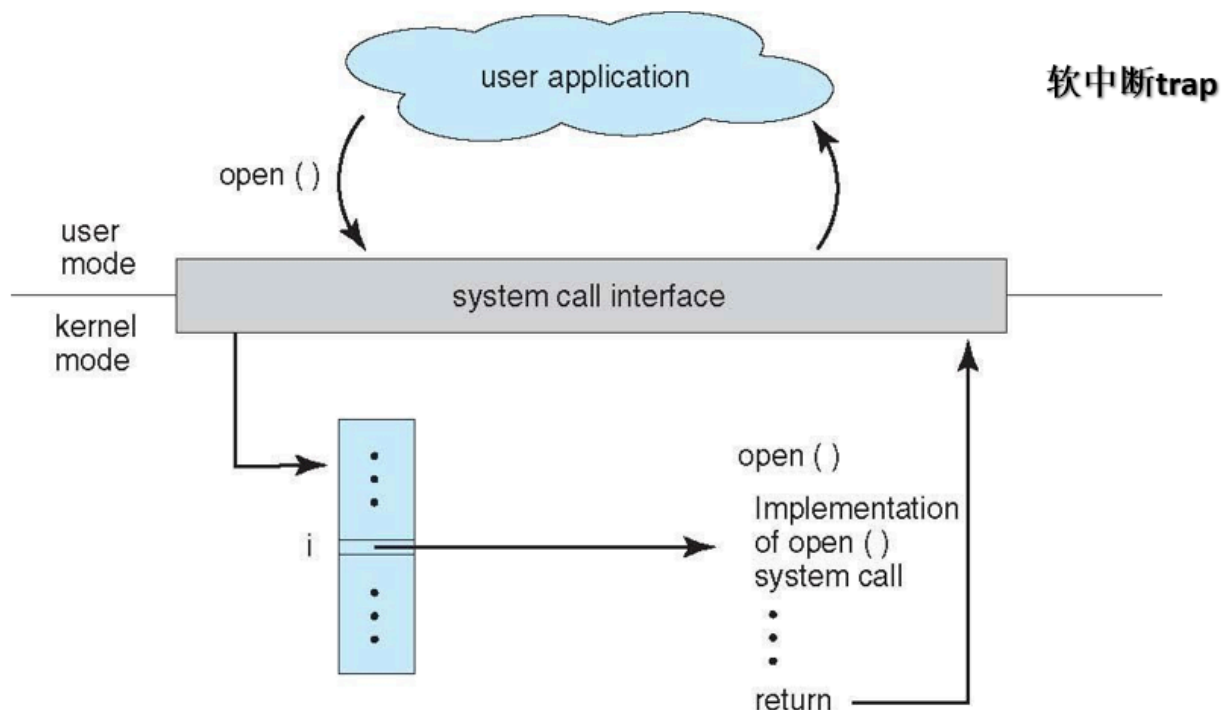 user application
软中断trap
open ( )
user
mode
system call interface
kernel
mode
open ( )
Implementation
of open ( )
system call
i
return